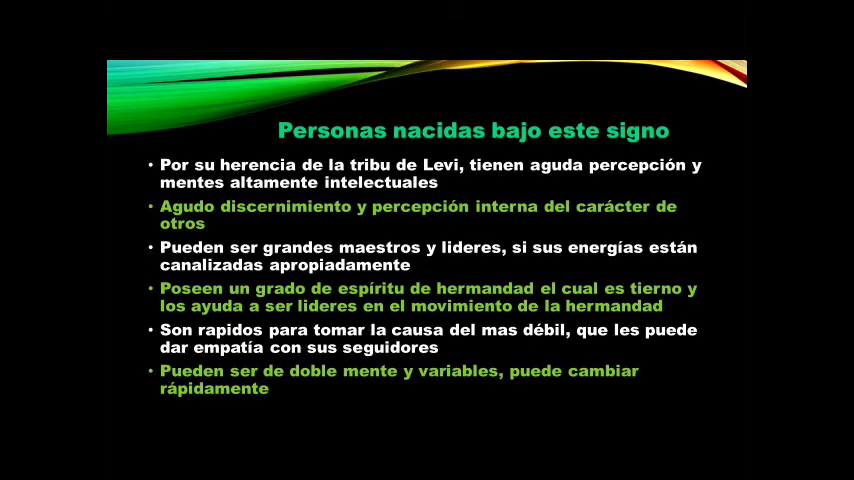 Personas nacidas bajo este signo
• Por su herencia de la tribu de Levi, tienen aguda percepción y
mentes altamente intelectuales
• Agudo discernimiento y percepción interna del carácter de
otros
• Pueden ser grandes maestros y lideres, si sus energías están
canalizadas apropiadamente
• Poseen un grado de espíritu de hermandad el cual es tierno y
los ayuda a ser lideres en el movimiento de la hermandad
• Son rapidos para tomar la causa del mas débil, que les puede
dar empatía con sus seguidores
• Pueden ser de doble mente y variables, puede cambiar
rápidamente